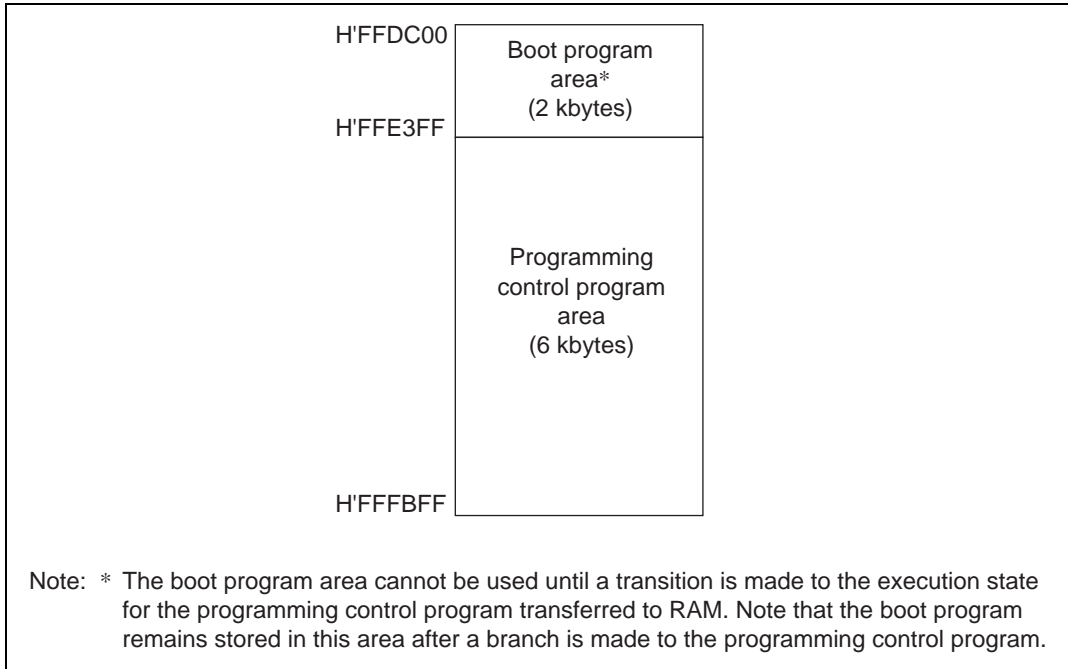 H'FFDC00
Boot program
area*
(2 kbytes)
H'FFE3FF
Programming
control program
area
(6 kbytes)
H'FFFBFF
Note: * The boot program area cannot be used until a transition is made to the execution state
for the programming control program transferred to RAM. Note that the boot program
remains stored in this area after a branch is made to the programming control program.